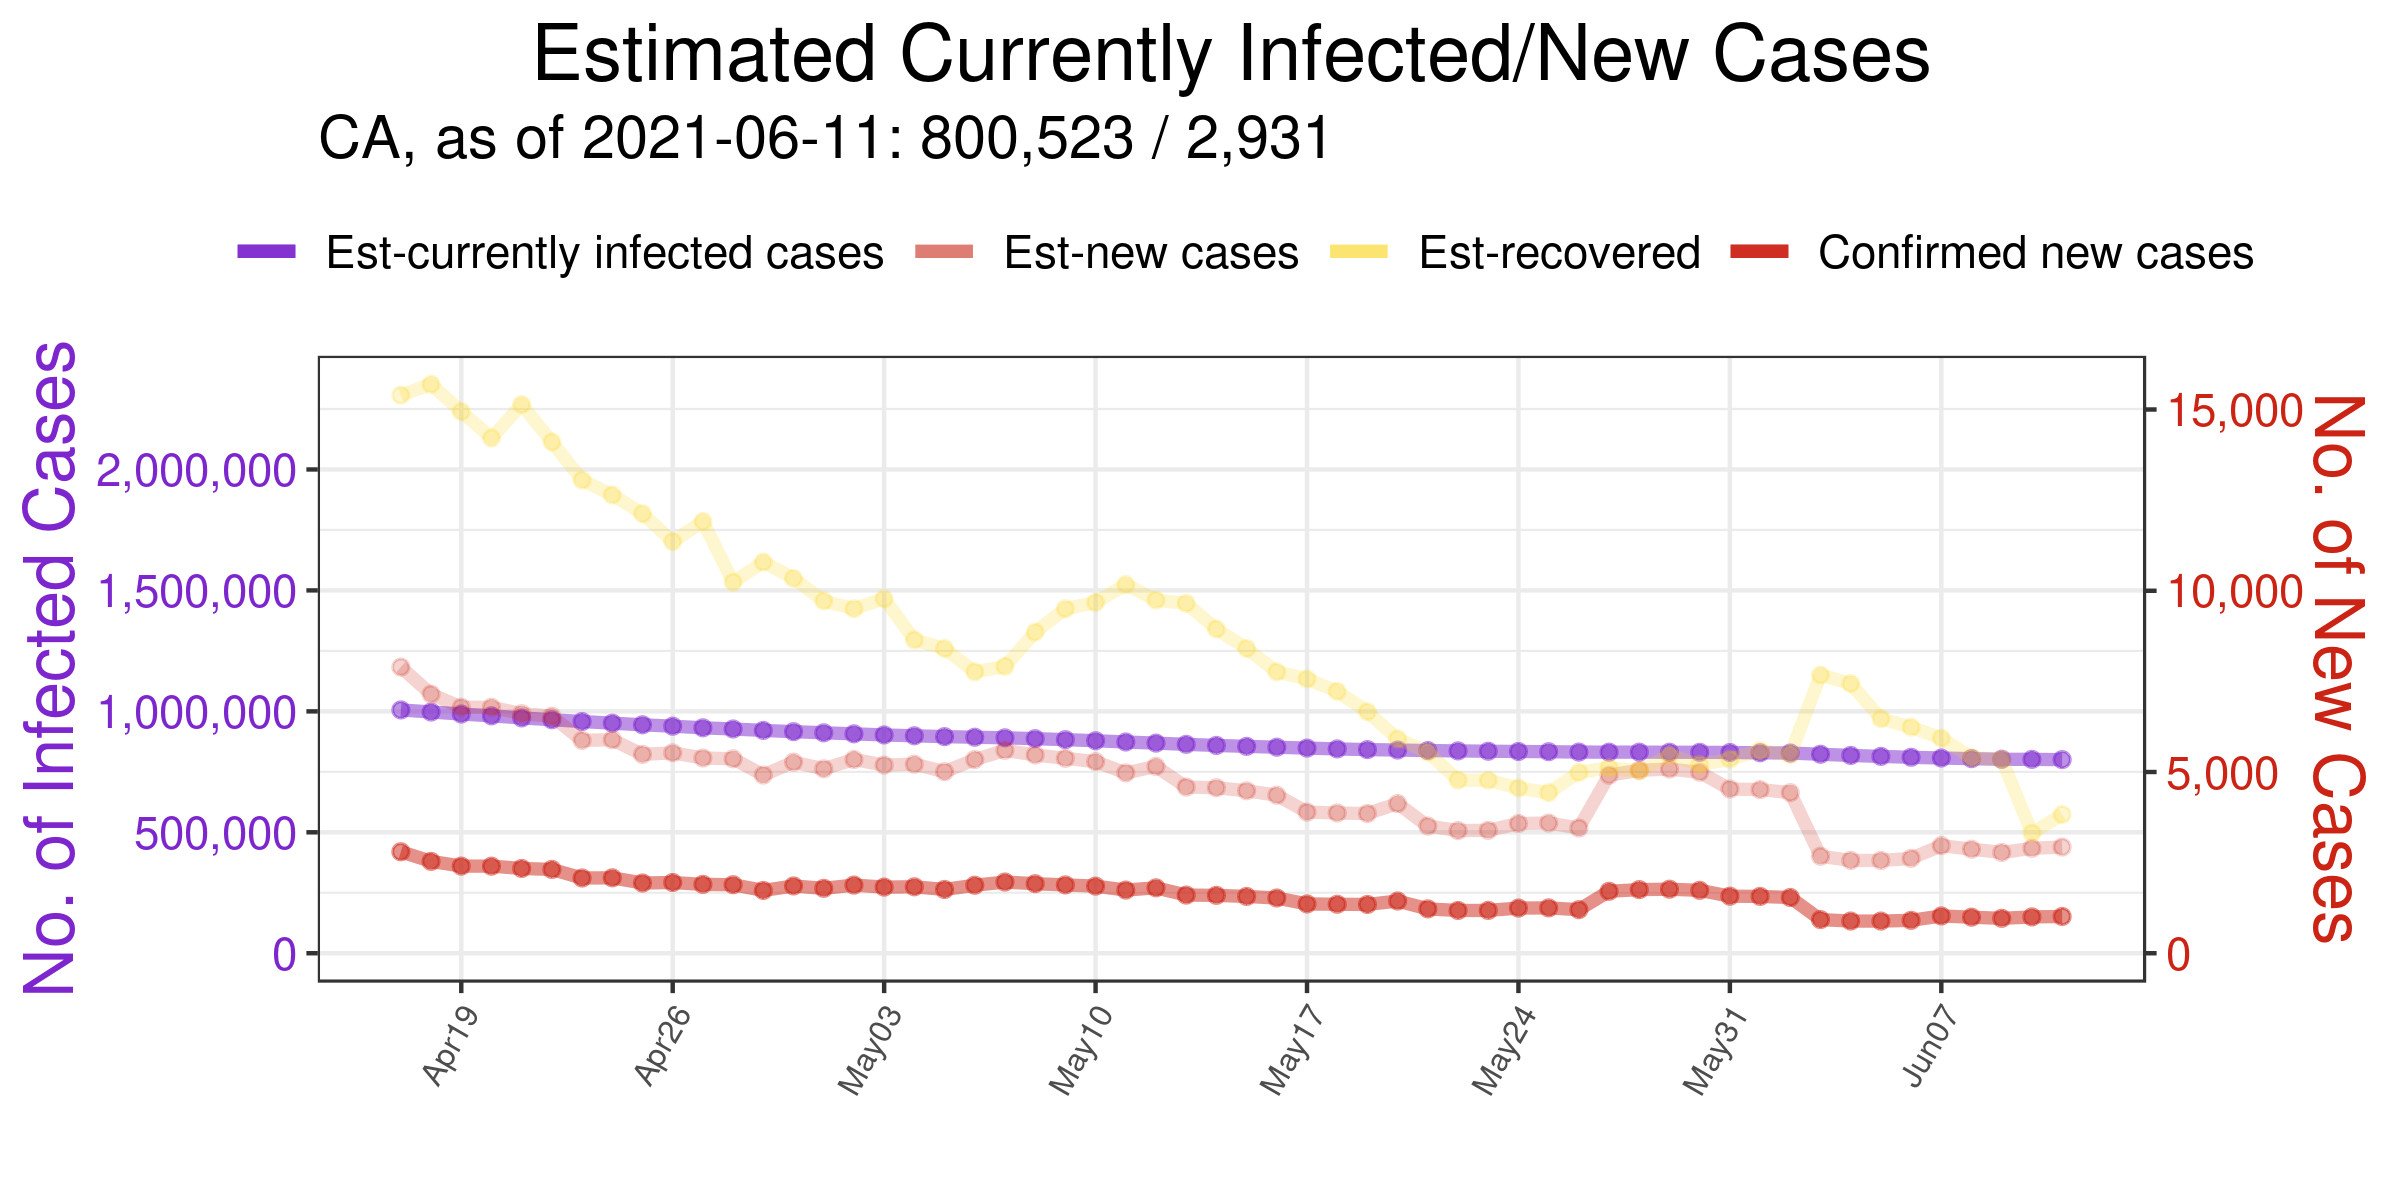 Estimated Currently Infected/New Cases
CA, as of 2021-06-11: 800,523 / 2,931
Est-currently infected cases Est-new cases Est-recovered Confirmed new cases
No. of Infected Cases
2,000,000
1,500,000
1,000,000
500,000
0
15,000
10,000
5,000
0
No. of New Cases
Apr19 Apr26 May03 May10 May17 May24 May31 Jun07